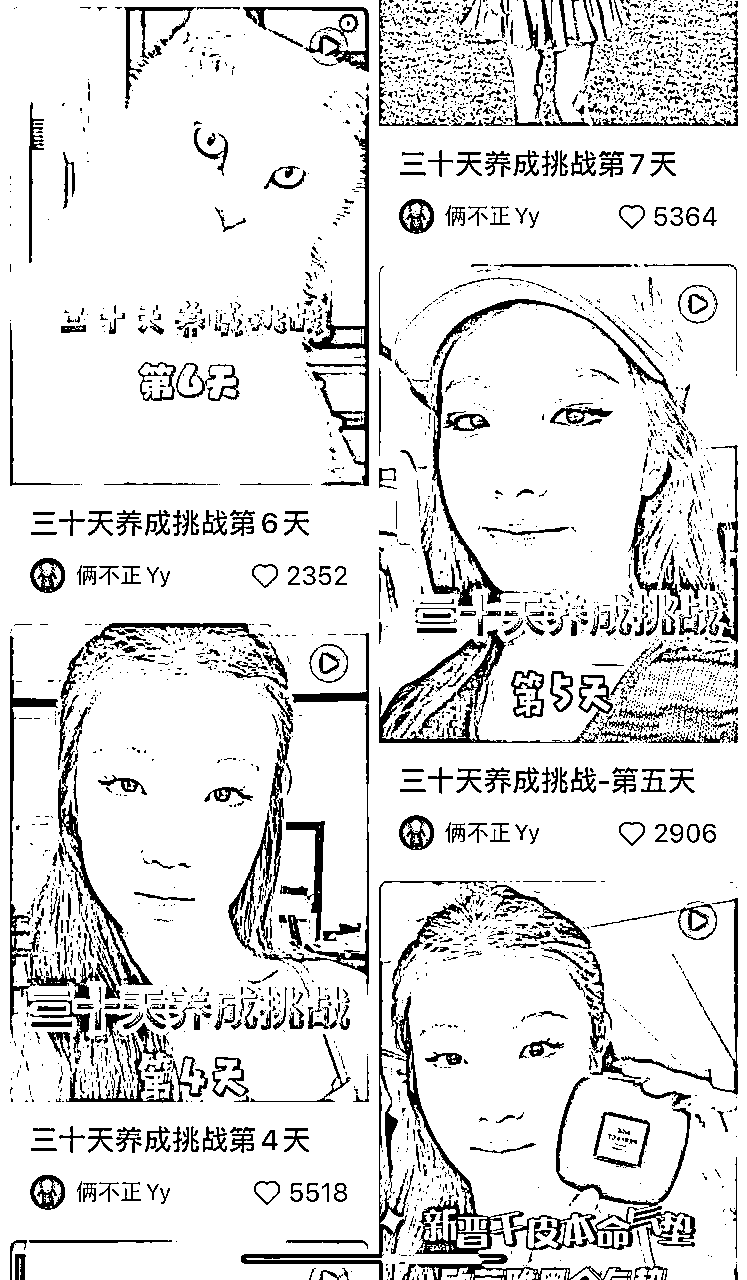 三十天养成挑战
第6天
三十天养成挑战第6天
俩不正Yy
2352
三十天养成挑战
第4天
三十天养成挑战第4天
俩不正Yy
5518
三十天养成挑战第7天
俩不正Yy
5364
三十天养成挑战
第5天
三十天养成挑战-第五天
俩不正Yy
2906
新晋干皮本命气垫